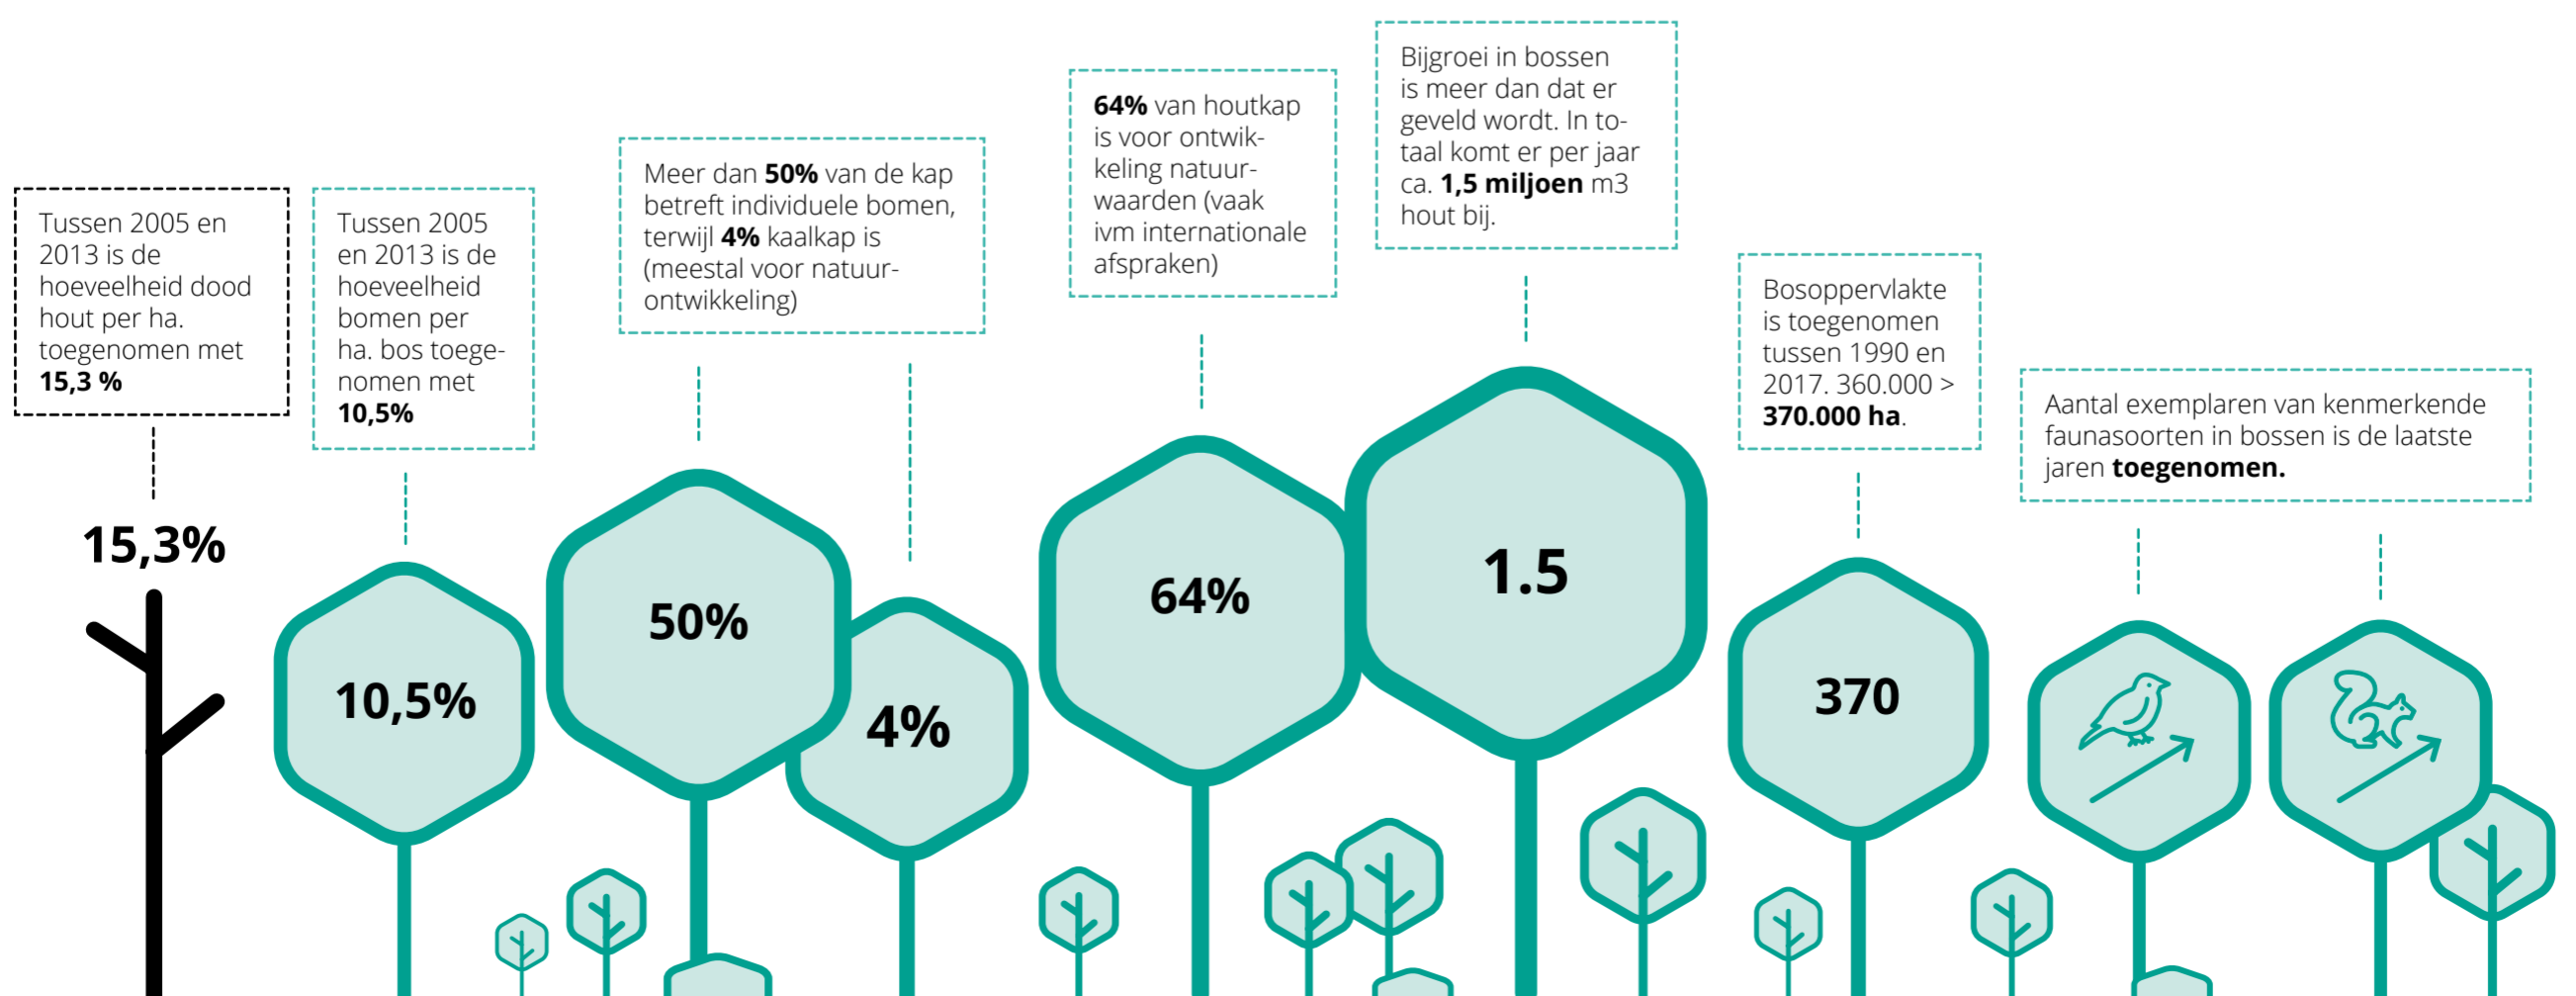 Tussen 2005 en
2013 is de
hoeveelheid dood
hout per ha.
toegenomen met
15,3 %
15,3%
Tussen 2005
en 2013 is de
hoeveelheid
bomen per
ha. bos toege-
nomen met
10,5%
10,5%
Meer dan 50% van de kap
betreft individuele bomen,
terwijl 4% kaalkap is
(meestal voor natuur-
ontwikkeling)
50%
4%
64% van houtkap
is voor ontwik-
keling natuur-
waarden (vaak
ivm internationale
afspraken)
64%
Bijgroei in bossen
is meer dan dat er
geveld wordt. In to-
taal komt er per jaar
ca. 1,5 miljoen m3
hout bij.
1.5
Bosoppervlakte
is toegenomen
tussen 1990 en
2017. 360.000 >
370.000 ha.
370
Aantal exemplaren van kenmerkende
faunasoorten in bossen is de laatste
jaren toegenomen.